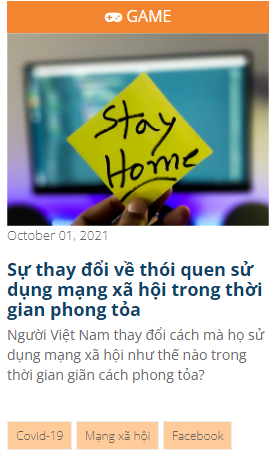 GAME
Stay
Home
October 01, 2021
Sự thay đổi về thói quen sử
dụng mạng xã hội trong thời
gian phong tỏa
Người Việt Nam thay đổi cách mà họ sử
dụng mạng xã hội như thế nào trong
thời gian giãn cách phong tỏa?
Covid-19 Mạng xã hội Facebook